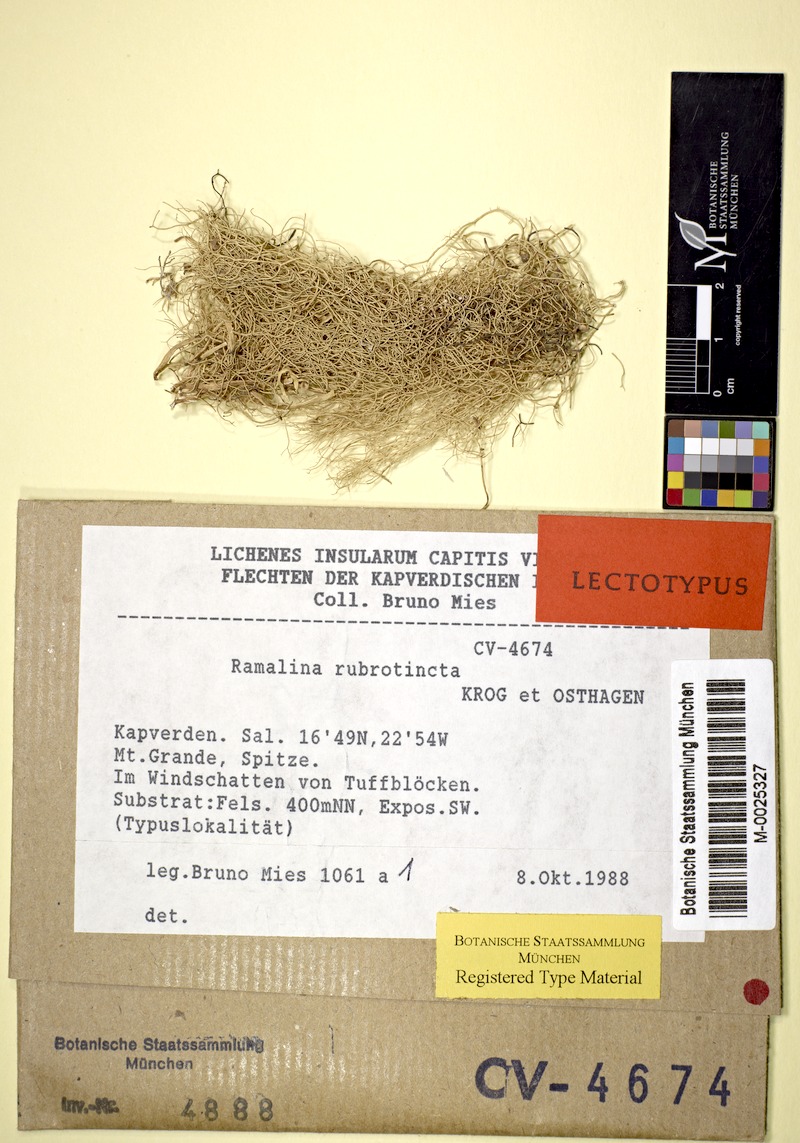 BOTANISCHE
STAATSSAMMLUNG
MÜNCHEN
copyright reserved
0 1 2
cm
LICHENES INSULARUM CAPITIS VI
FLECHTEN DER KAPVERDISCHEN I
Coll. Bruno Mies
LECTOTYPUS
CV-4674
Ramalina rubrotincta
KROG et OSTHAGEN
Kapverden. Sal. 16'49N,22'54W
Mt.Grande, Spitze.
Im Windschatten von Tuffblöcken.
Substrat:Fels. 400mNN, Expos.SW.
(Typuslokalität)
leg.Bruno Mies 1061 a 1
8.Okt.1988
det.
Botanische Staatssammlung München
M-0025327
BOTANISCHE STAATSSAMMLUNG
MÜNCHEN
Registered Type Material
Botanische Staatssammlung
München
Inv.-Nr. 4888
CV-4674